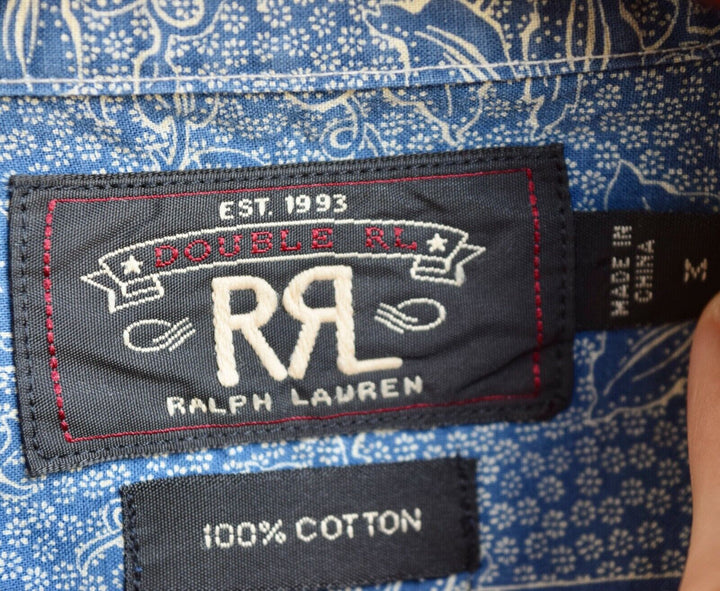 EST. 1993
DOUBLE RL
RRL
RALPH LAUREN
MADE IN
CHINA
M
100% COTTON